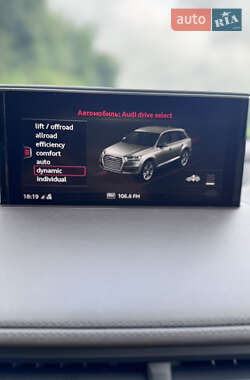 auto RIA
Автомобиль: Audi drive select
lift / offroad
allroad
efficiency
comfort
auto
dynamic
individual
18:19
106.6 FM